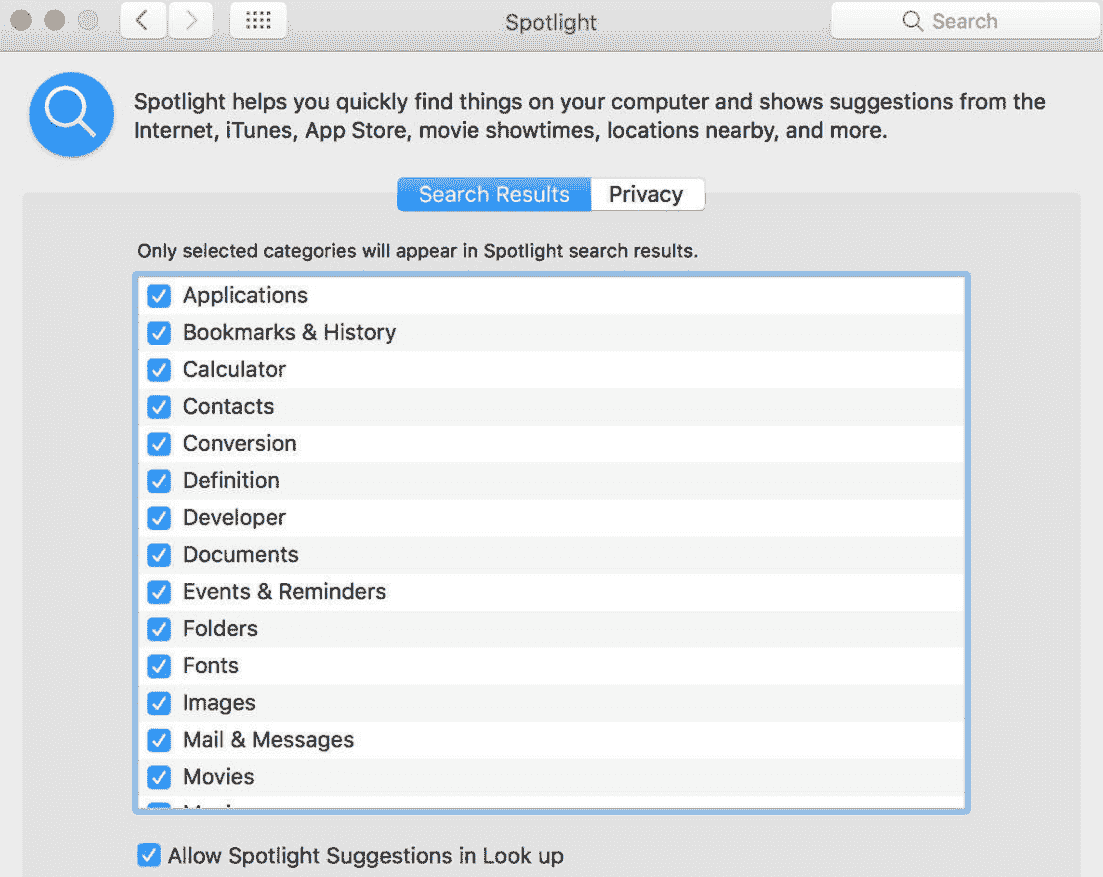 Spotlight
Search
Spotlight helps you quickly find things on your computer and shows suggestions from the
Internet, iTunes, App Store, movie showtimes, locations nearby, and more.
Search Results
Privacy
Only selected categories will appear in Spotlight search results.
Applications
Bookmarks & History
Calculator
Contacts
Conversion
Definition
Developer
Documents
Events & Reminders
Folders
Fonts
Images
Mail & Messages
Movies
Allow Spotlight Suggestions in Look up